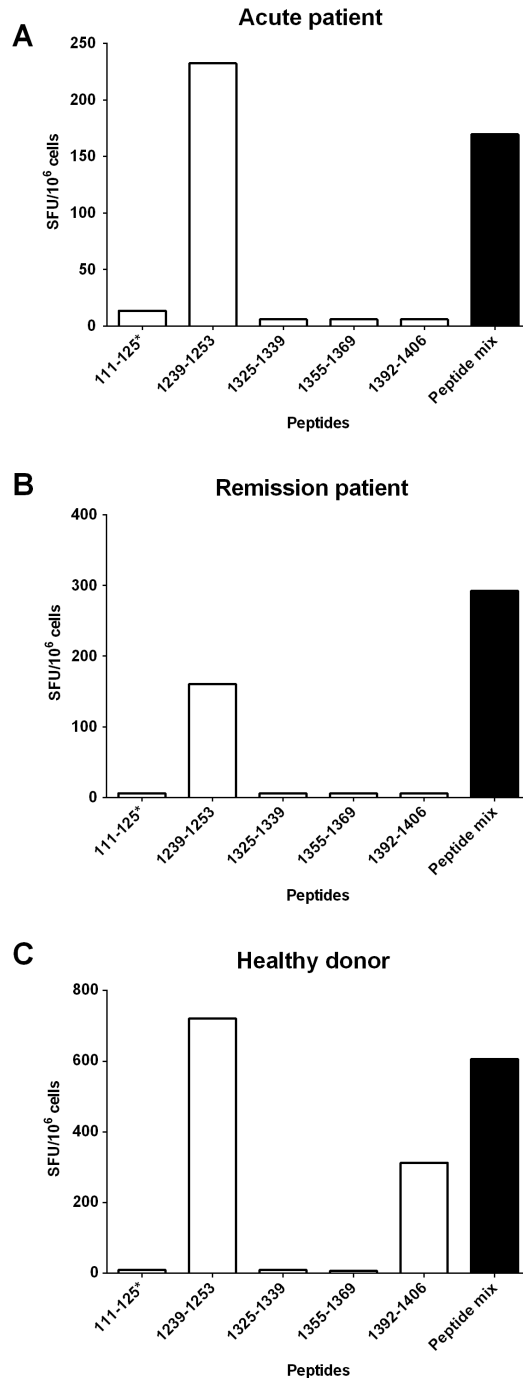 A
Acute patient
SFU/10⁶ cells
250
200
150
100
50
0
111-125*
1239-1253
1325-1339
1355-1369
1392-1406
Peptide mix
Peptides
B
Remission patient
SFU/10⁶ cells
400
300
200
100
0
111-125*
1239-1253
1325-1339
1355-1369
1392-1406
Peptide mix
Peptides
C
Healthy donor
SFU/10⁶ cells
800
600
400
200
0
111-125*
1239-1253
1325-1339
1355-1369
1392-1406
Peptide mix
Peptides